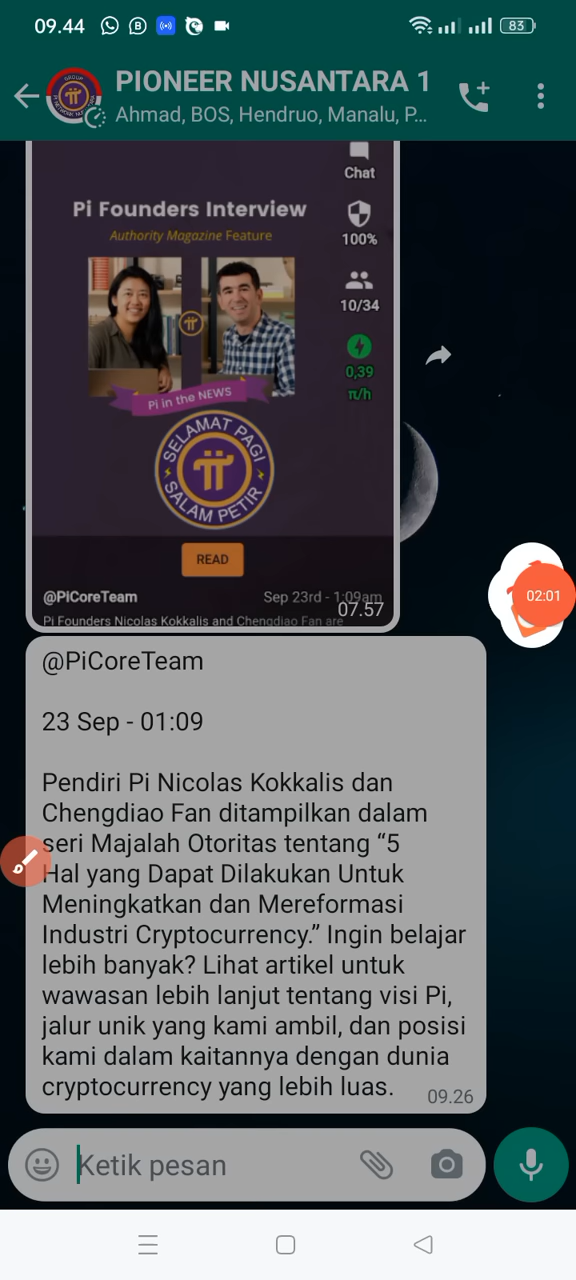 09.44
83
PIONEER NUSANTARA 1
Ahmad, BOS, Hendruo, Manalu, P...
Chat
Pi Founders Interview
Authority Magazine Feature
100%
10/34
0,39
π/h
Pi in the NEWS
SELAMAT PAGI
SALAM PETIR
READ
@PiCoreTeam
Sep 23rd - 1:09am
07.57
Pi Founders Nicolas Kokkalis and Chengdiao Fan are
02:01
@PiCoreTeam
23 Sep - 01:09
Pendiri Pi Nicolas Kokkalis dan
Chengdiao Fan ditampilkan dalam
seri Majalah Otoritas tentang “5
Hal yang Dapat Dilakukan Untuk
Meningkatkan dan Mereformasi
Industri Cryptocurrency.” Ingin belajar
lebih banyak? Lihat artikel untuk
wawasan lebih lanjut tentang visi Pi,
jalur unik yang kami ambil, dan posisi
kami dalam kaitannya dengan dunia
cryptocurrency yang lebih luas.
09.26
Ketik pesan